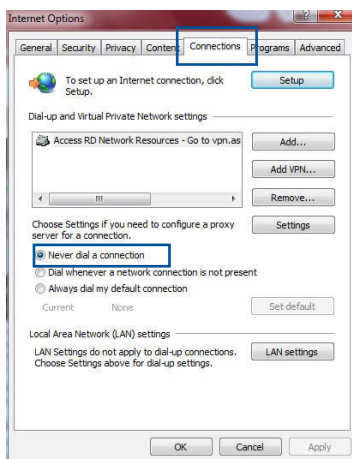 Internet Options
General Security Privacy Content Connections Programs Advanced
To set up an Internet connection, click
Setup.
Setup
Dial-up and Virtual Private Network settings
Access RD Network Resources - Go to vpn.as
Add...
Add VPN...
Remove...
Choose Settings if you need to configure a proxy
server for a connection.
Settings
Never dial a connection
Dial whenever a network connection is not present
Always dial my default connection
Current None
Set default
Local Area Network (LAN) settings
LAN Settings do not apply to dial-up connections.
Choose Settings above for dial-up settings.
LAN settings
OK Cancel Apply